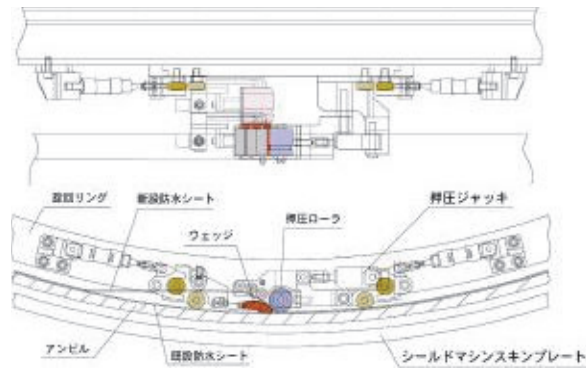 旋回リング
新設防水シート
ウェッジ
押圧ローラ
押圧ジャッキ
アンビル
既設防水シート
シールドマシンスキンプレート